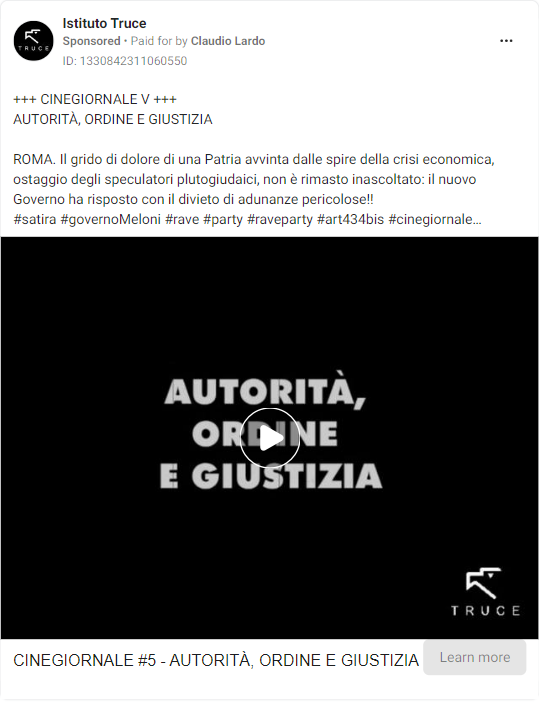 Istituto Truce
Sponsored • Paid for by Claudio Lardo
ID: 1330842311060550
TRUCE
+++ CINEGIORNALE V +++
AUTORITÀ, ORDINE E GIUSTIZIA
ROMA. Il grido di dolore di una Patria avvinta dalle spire della crisi economica,
ostaggio degli speculatori plutogiudaici, non è rimasto inascoltato: il nuovo
Governo ha risposto con il divieto di adunanze pericolose!!
#satira #governoMeloni #rave #party #raveparty #art434bis #cinegiornale...
AUTORITÀ,
ORDINE
E GIUSTIZIA
TRUCE
CINEGIORNALE #5 - AUTORITÀ, ORDINE E GIUSTIZIA
Learn more